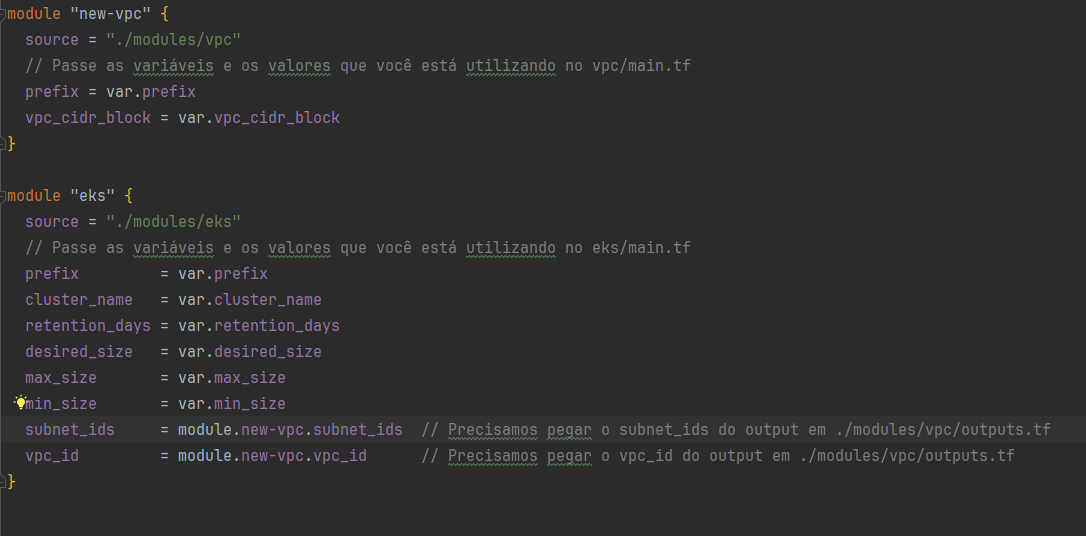 module "new-vpc" {
  source = "./modules/vpc"
  // Passe as variáveis e os valores que você está utilizando no vpc/main.tf
  prefix = var.prefix
  vpc_cidr_block = var.vpc_cidr_block
}
module "eks" {
  source = "./modules/eks"
  // Passe as variáveis e os valores que você está utilizando no eks/main.tf
  prefix         = var.prefix
  cluster_name   = var.cluster_name
  retention_days = var.retention_days
  desired_size   = var.desired_size
  max_size       = var.max_size
  min_size       = var.min_size
  subnet_ids     = module.new-vpc.subnet_ids  // Precisamos pegar o subnet_ids do output em ./modules/vpc/outputs.tf
  vpc_id         = module.new-vpc.vpc_id      // Precisamos pegar o vpc_id do output em ./modules/vpc/outputs.tf
}